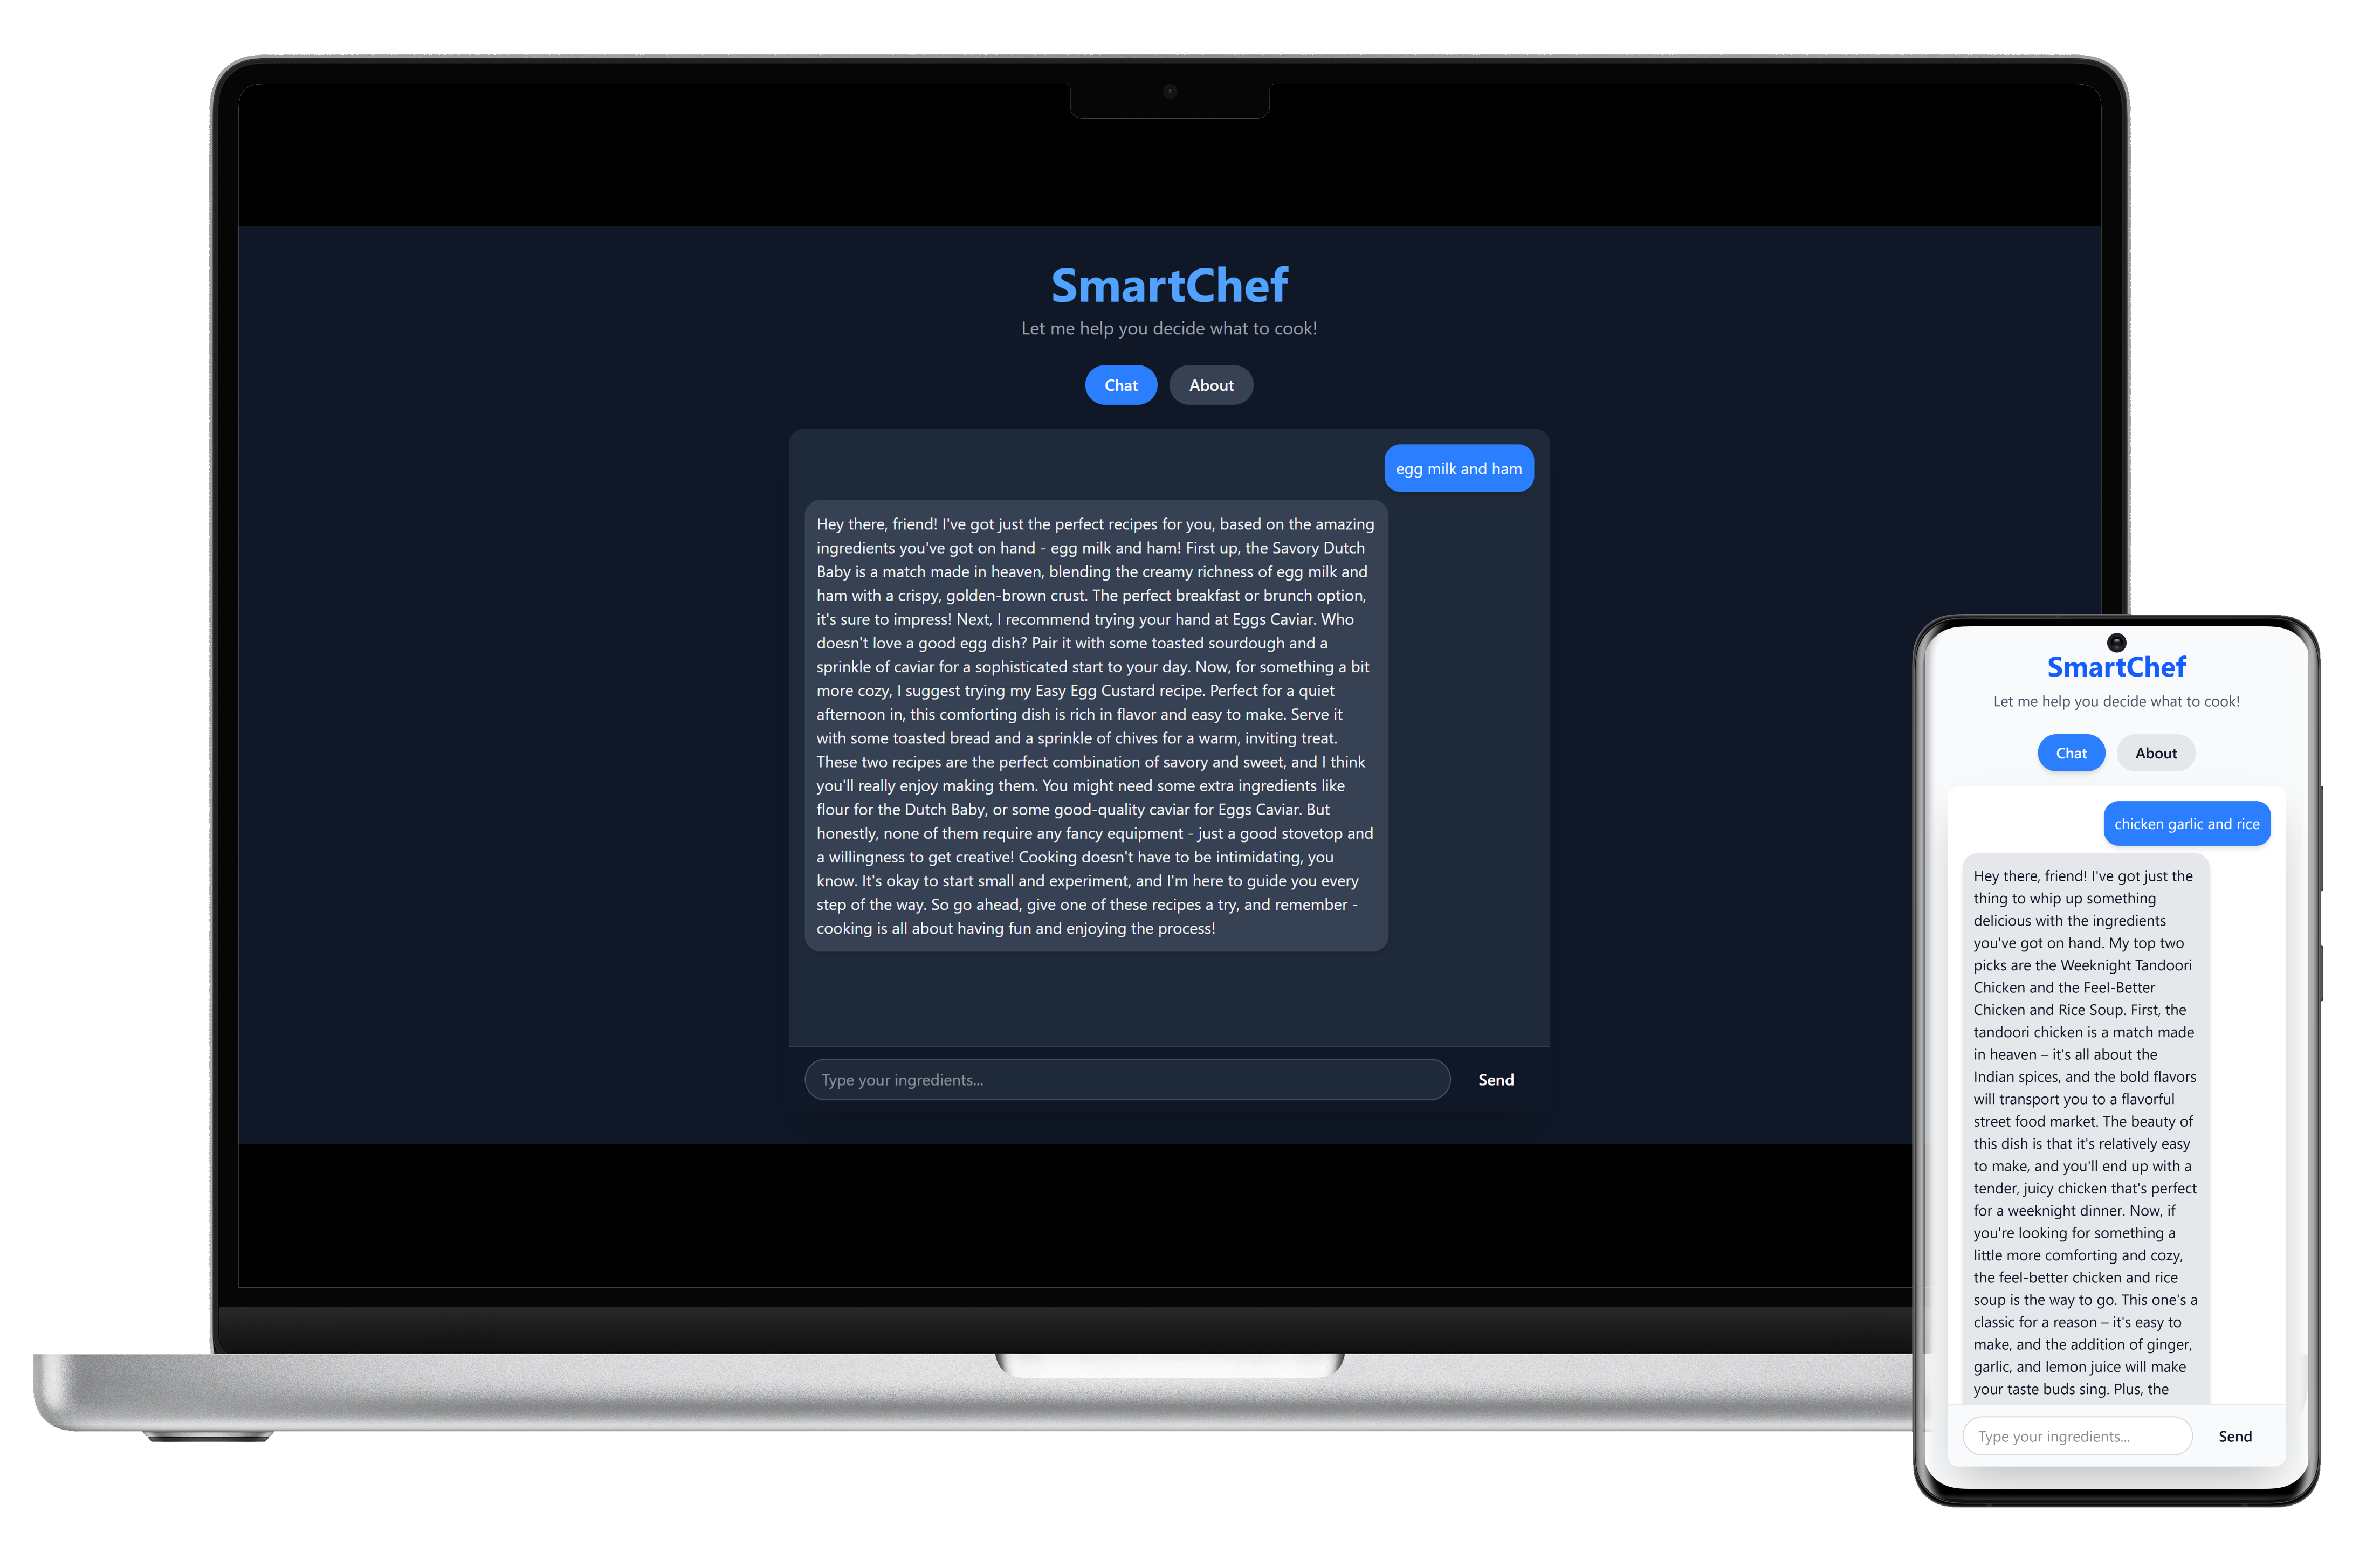 SmartChef
Let me help you decide what to cook!
Chat
About
egg milk and ham
Hey there, friend! I've got just the perfect recipes for you, based on the amazing
ingredients you've got on hand - egg milk and ham! First up, the Savory Dutch
Baby is a match made in heaven, blending the creamy richness of egg milk and
ham with a crispy, golden-brown crust. The perfect breakfast or brunch option,
it's sure to impress! Next, I recommend trying your hand at Eggs Caviar. Who
doesn't love a good egg dish? Pair it with some toasted sourdough and a
sprinkle of caviar for a sophisticated start to your day. Now, for something a bit
more cozy, I suggest trying my Easy Egg Custard recipe. Perfect for a quiet
afternoon in, this comforting dish is rich in flavor and easy to make. Serve it
with some toasted bread and a sprinkle of chives for a warm, inviting treat.
These two recipes are the perfect combination of savory and sweet, and I think
you'll really enjoy making them. You might need some extra ingredients like
flour for the Dutch Baby, or some good-quality caviar for Eggs Caviar. But
honestly, none of them require any fancy equipment - just a good stovetop and
a willingness to get creative! Cooking doesn't have to be intimidating, you
know. It's okay to start small and experiment, and I'm here to guide you every
step of the way. So go ahead, give one of these recipes a try, and remember -
cooking is all about having fun and enjoying the process!
Type your ingredients...
Send
SmartChef
Let me help you decide what to cook!
Chat
About
chicken garlic and rice
Hey there, friend! I've got just the
thing to whip up something
delicious with the ingredients
you've got on hand. My top two
picks are the Weeknight Tandoori
Chicken and the Feel-Better
Chicken and Rice Soup. First, the
tandoori chicken is a match made
in heaven – it's all about the
Indian spices, and the bold flavors
will transport you to a flavorful
street food market. The beauty of
this dish is that it's relatively easy
to make, and you'll end up with a
tender, juicy chicken that's perfect
for a weeknight dinner. Now, if
you're looking for something a
little more comforting and cozy,
the feel-better chicken and rice
soup is the way to go. This one's a
classic for a reason – it's easy to
make, and the addition of ginger,
garlic, and lemon juice will make
your taste buds sing. Plus, the
Type your ingredients...
Send